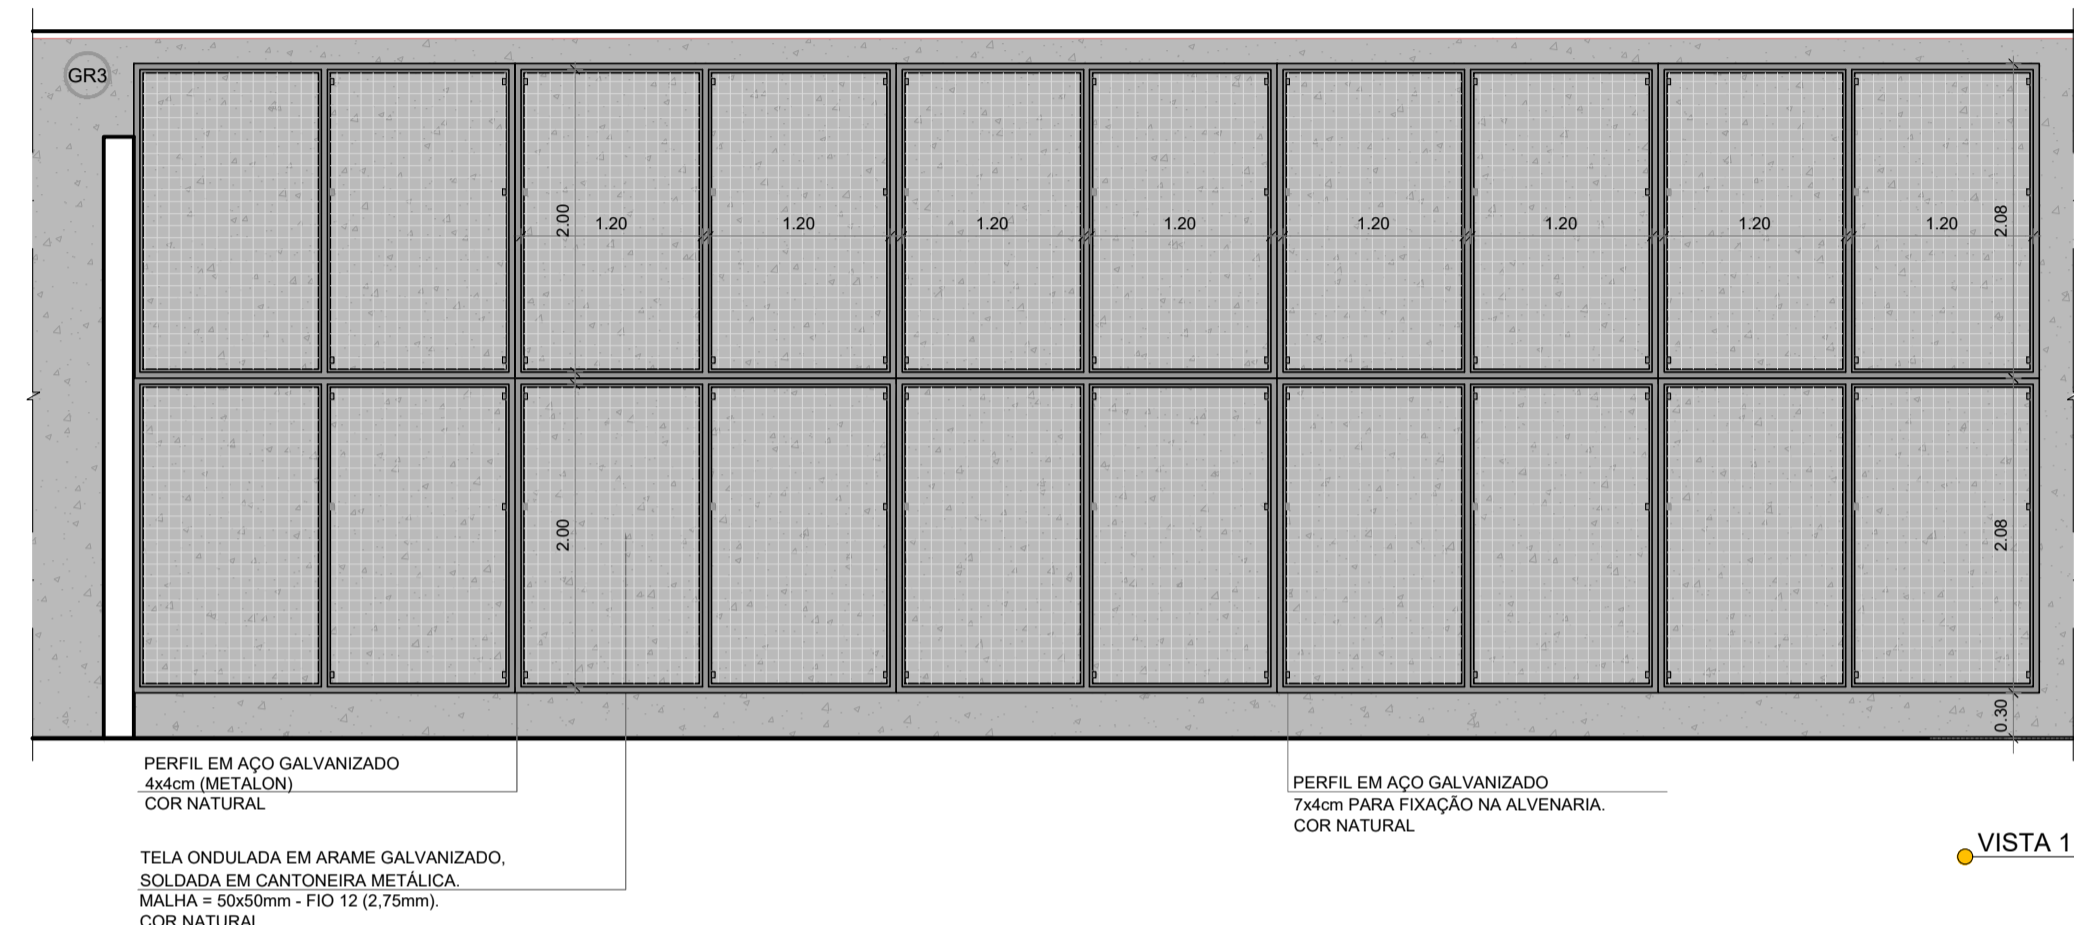 GR3
2.00
1.20
1.20
1.20
1.20
1.20
1.20
1.20
1.20
2.08
2.00
2.08
0.30
PERFIL EM AÇO GALVANIZADO
4x4cm (METALON)
COR NATURAL
PERFIL EM AÇO GALVANIZADO
7x4cm PARA FIXAÇÃO NA ALVENARIA.
COR NATURAL
VISTA 1
TELA ONDULADA EM ARAME GALVANIZADO,
SOLDADA EM CANTONEIRA METÁLICA.
MALHA = 50x50mm - FIO 12 (2,75mm).
COR NATURAL